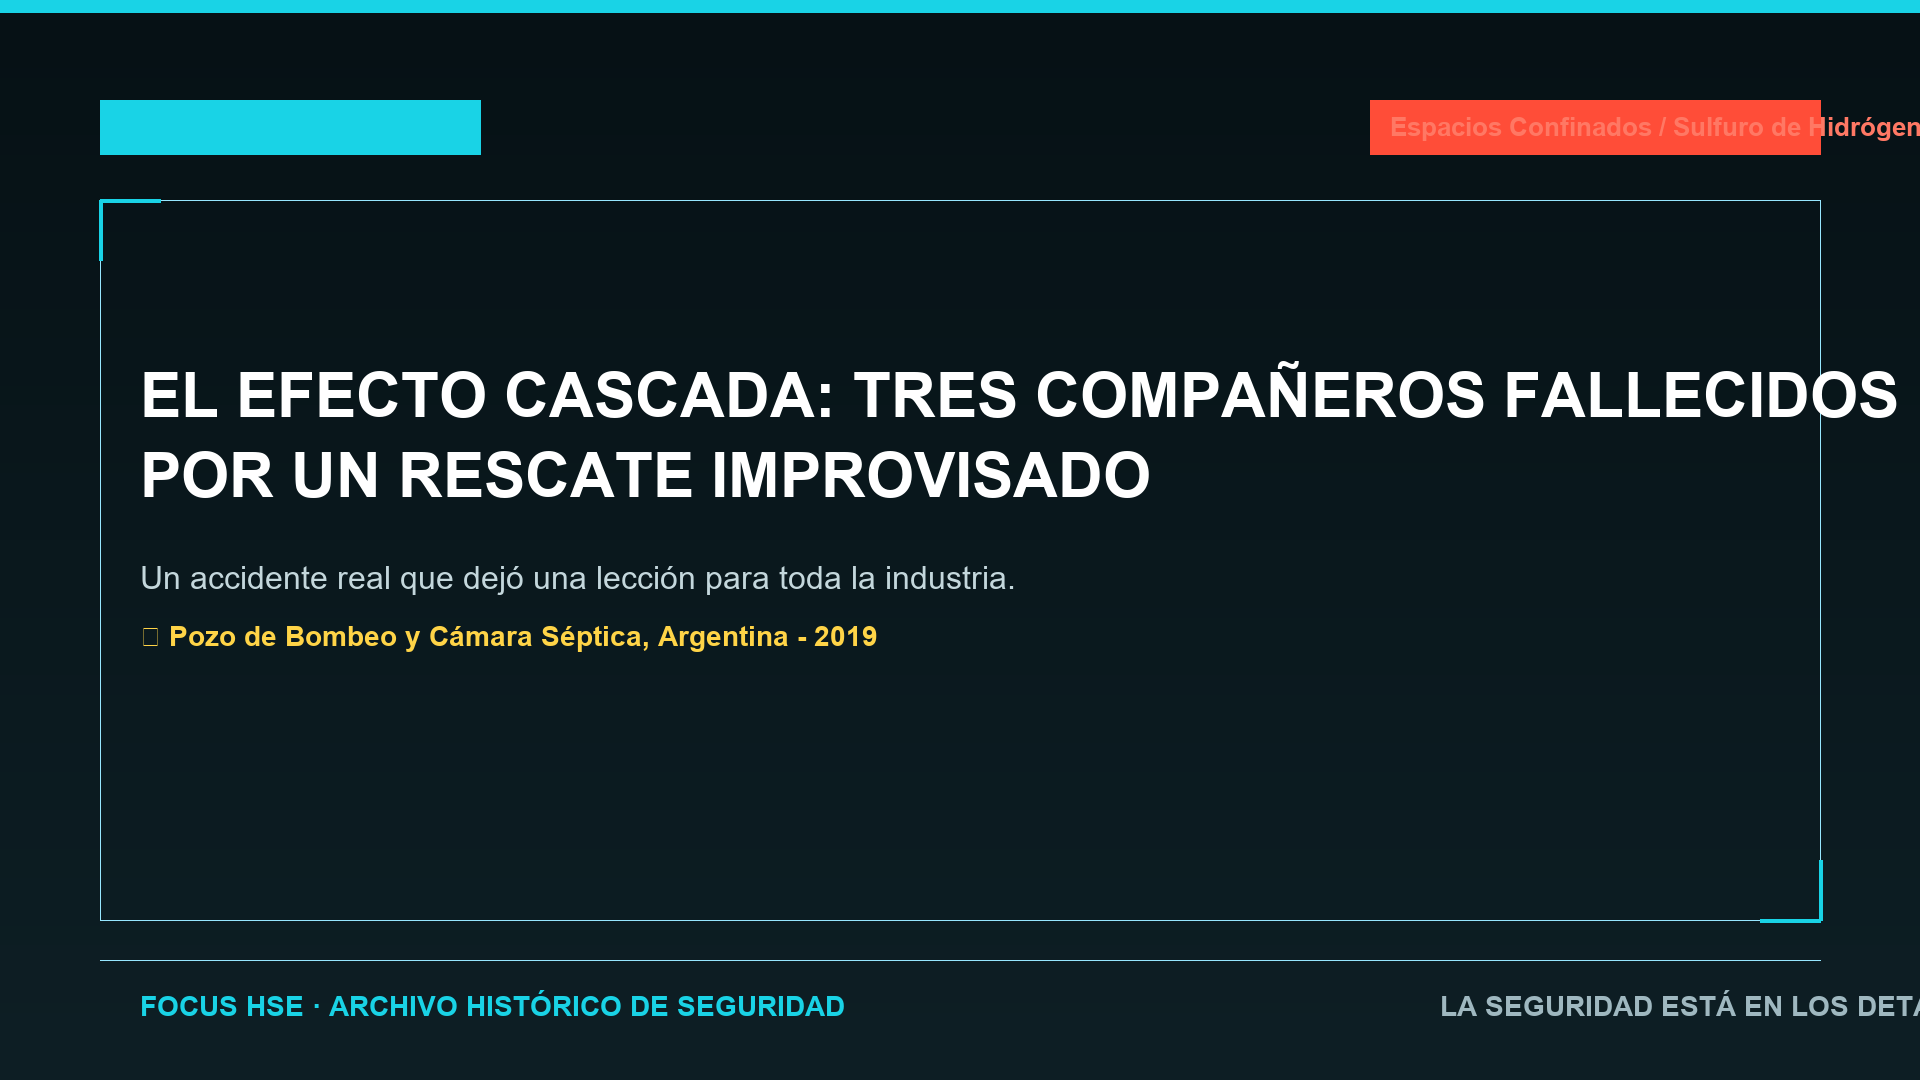 Espacios Confinados / Sulfuro de Hidrógen
EL EFECTO CASCADA: TRES COMPAÑEROS FALLECIDOS
POR UN RESCATE IMPROVISADO
Un accidente real que dejó una lección para toda la industria.
Pozo de Bombeo y Cámara Séptica, Argentina - 2019
FOCUS HSE · ARCHIVO HISTÓRICO DE SEGURIDAD
LA SEGURIDAD ESTÁ EN LOS DETA